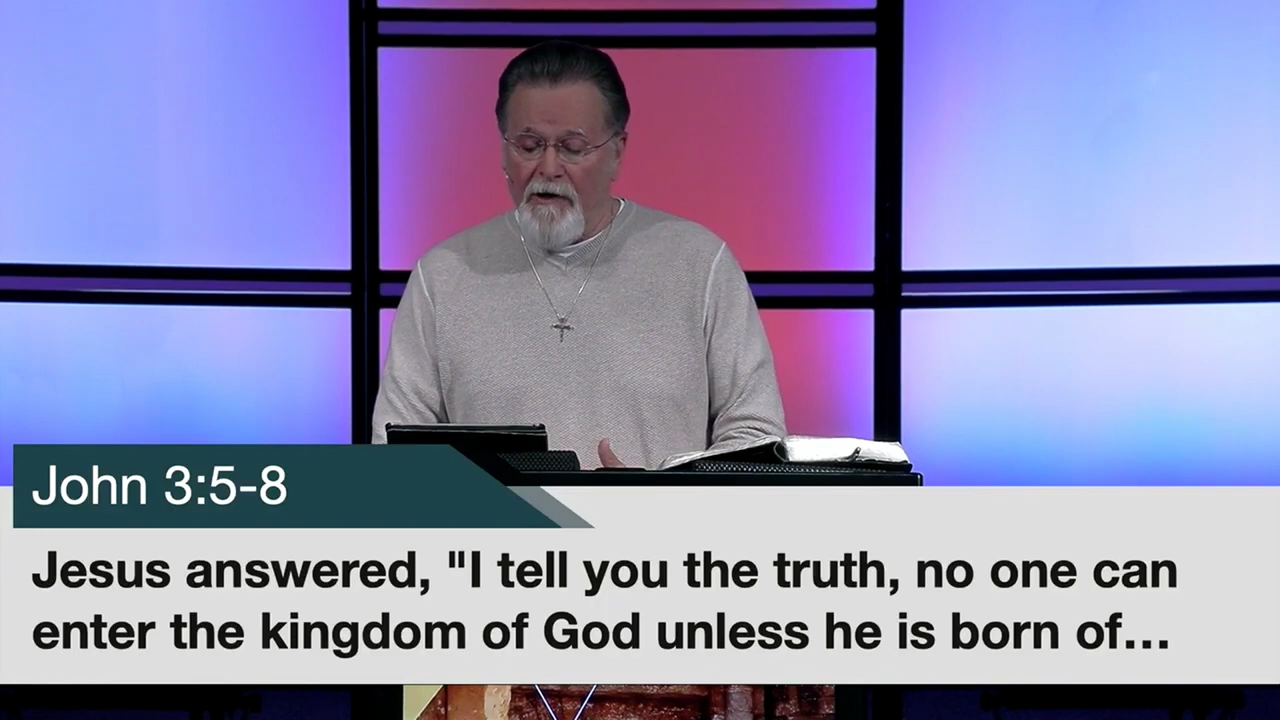 John 3:5-8
Jesus answered, "I tell you the truth, no one can
enter the kingdom of God unless he is born of...